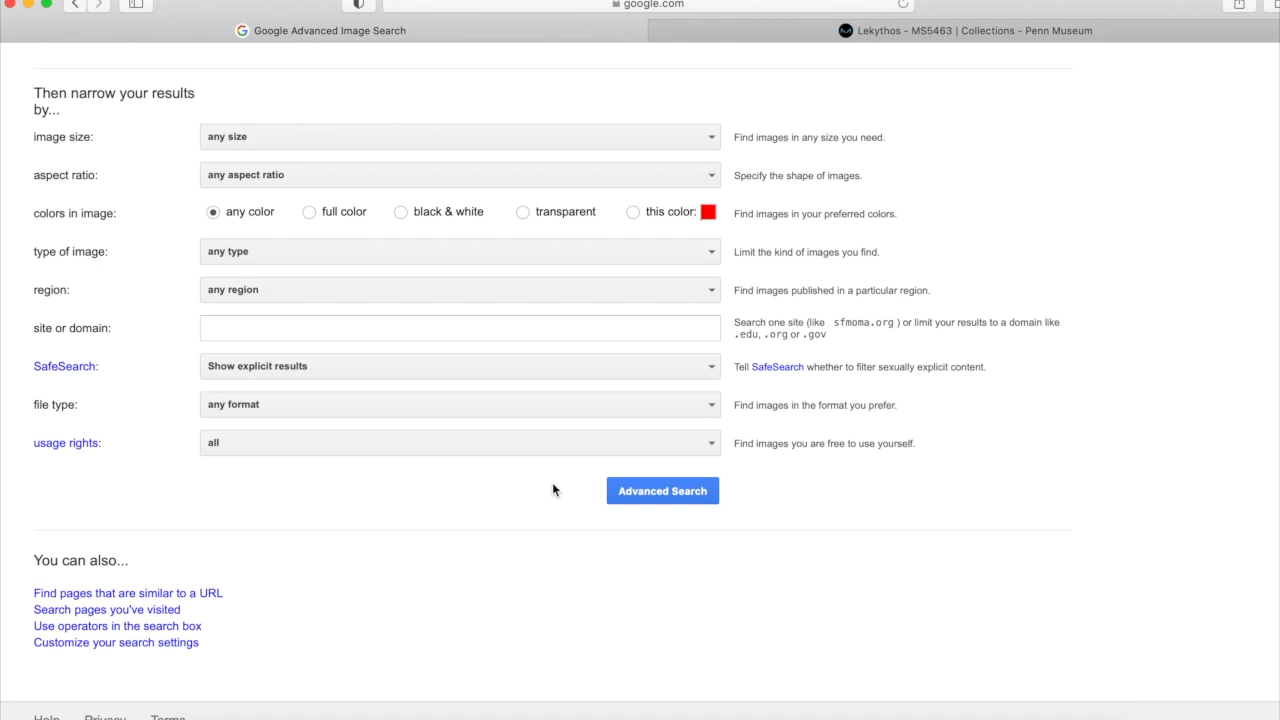 google.com
Google Advanced Image Search
Lekythos - MS5463 | Collections - Penn Museum
Then narrow your results
by...
image size:
any size
Find images in any size you need.
aspect ratio:
any aspect ratio
Specify the shape of images.
colors in image:
any color
full color
black & white
transparent
this color:
Find images in your preferred colors.
type of image:
any type
Limit the kind of images you find.
region:
any region
Find images published in a particular region.
site or domain:
Search one site (like sfmoma.org ) or limit your results to a domain like
.edu, .org or .gov
SafeSearch:
Show explicit results
Tell SafeSearch whether to filter sexually explicit content.
file type:
any format
Find images in the format you prefer.
usage rights:
all
Find images you are free to use yourself.
Advanced Search
You can also...
Find pages that are similar to a URL
Search pages you've visited
Use operators in the search box
Customize your search settings
Help Privacy Terms